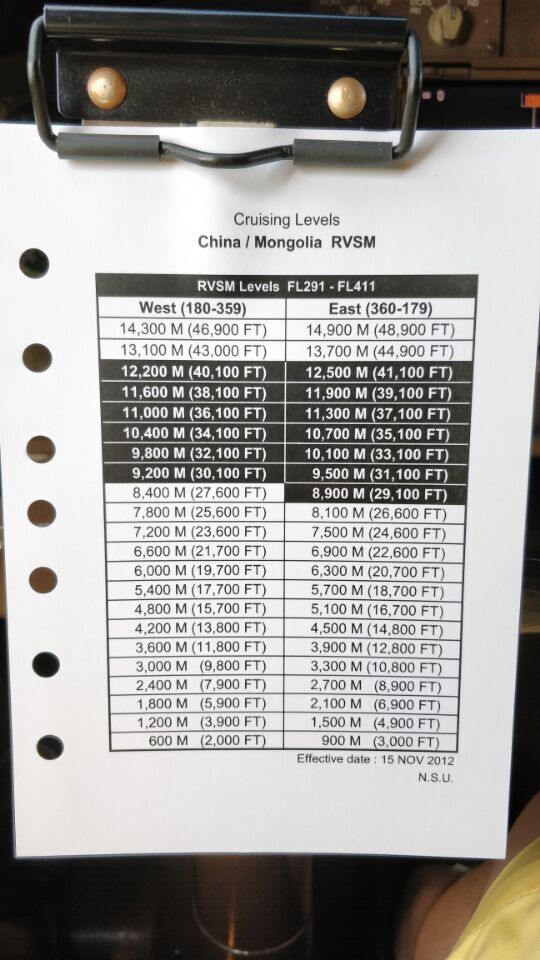 Cruising Levels
China / Mongolia RVSM
RVSM Levels FL291 - FL411
West (180-359) East (360-179)
14,300 M (46,900 FT) 14,900 M (48,900 FT)
13,100 M (43,000 FT) 13,700 M (44,900 FT)
12,200 M (40,100 FT) 12,500 M (41,100 FT)
11,600 M (38,100 FT) 11,900 M (39,100 FT)
11,000 M (36,100 FT) 11,300 M (37,100 FT)
10,400 M (34,100 FT) 10,700 M (35,100 FT)
9,800 M (32,100 FT) 10,100 M (33,100 FT)
9,200 M (30,100 FT) 9,500 M (31,100 FT)
8,400 M (27,600 FT) 8,900 M (29,100 FT)
7,800 M (25,600 FT) 8,100 M (26,600 FT)
7,200 M (23,600 FT) 7,500 M (24,600 FT)
6,600 M (21,700 FT) 6,900 M (22,600 FT)
6,000 M (19,700 FT) 6,300 M (20,700 FT)
5,400 M (17,700 FT) 5,700 M (18,700 FT)
4,800 M (15,700 FT) 5,100 M (16,700 FT)
4,200 M (13,800 FT) 4,500 M (14,800 FT)
3,600 M (11,800 FT) 3,900 M (12,800 FT)
3,000 M (9,800 FT) 3,300 M (10,800 FT)
2,400 M (7,900 FT) 2,700 M (8,900 FT)
1,800 M (5,900 FT) 2,100 M (6,900 FT)
1,200 M (3,900 FT) 1,500 M (4,900 FT)
600 M (2,000 FT) 900 M (3,000 FT)
Effective date : 15 NOV 2012
N.S.U.